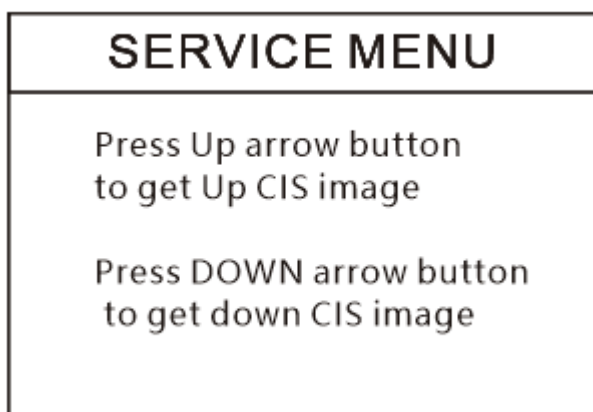 SERVICE MENU
Press Up arrow button
to get Up CIS image
Press DOWN arrow button
to get down CIS image